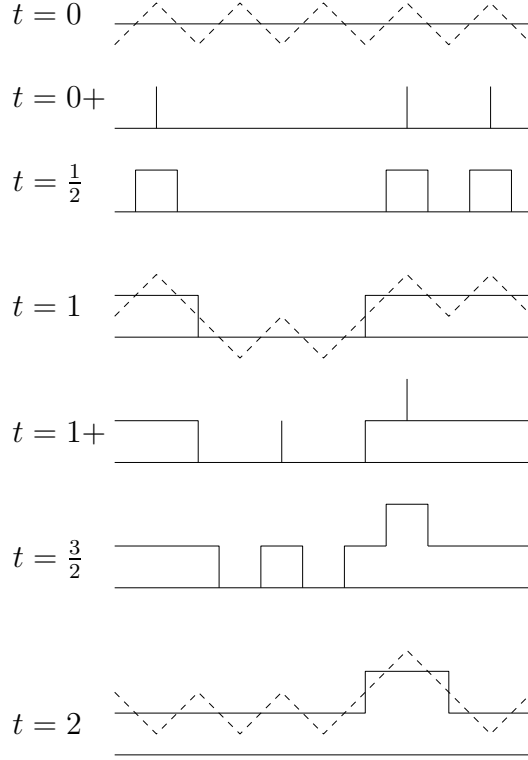 t = 0
t = 0+
t = 1/2
t = 1
t = 1+
t = 3/2
t = 2